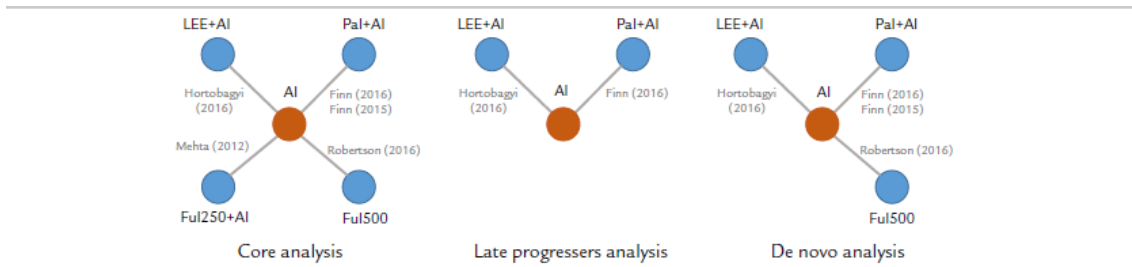 LEE+AI
Pal+AI
AI
Hortobagyi
(2016)
Finn (2016)
Finn (2015)
Mehta (2012)
Robertson (2016)
Ful250+AI
Ful500
Core analysis
LEE+AI
Pal+AI
AI
Hortobagyi
(2016)
Finn (2016)
Late progressers analysis
LEE+AI
Pal+AI
AI
Hortobagyi
(2016)
Finn (2016)
Finn (2015)
Robertson (2016)
Ful500
De novo analysis